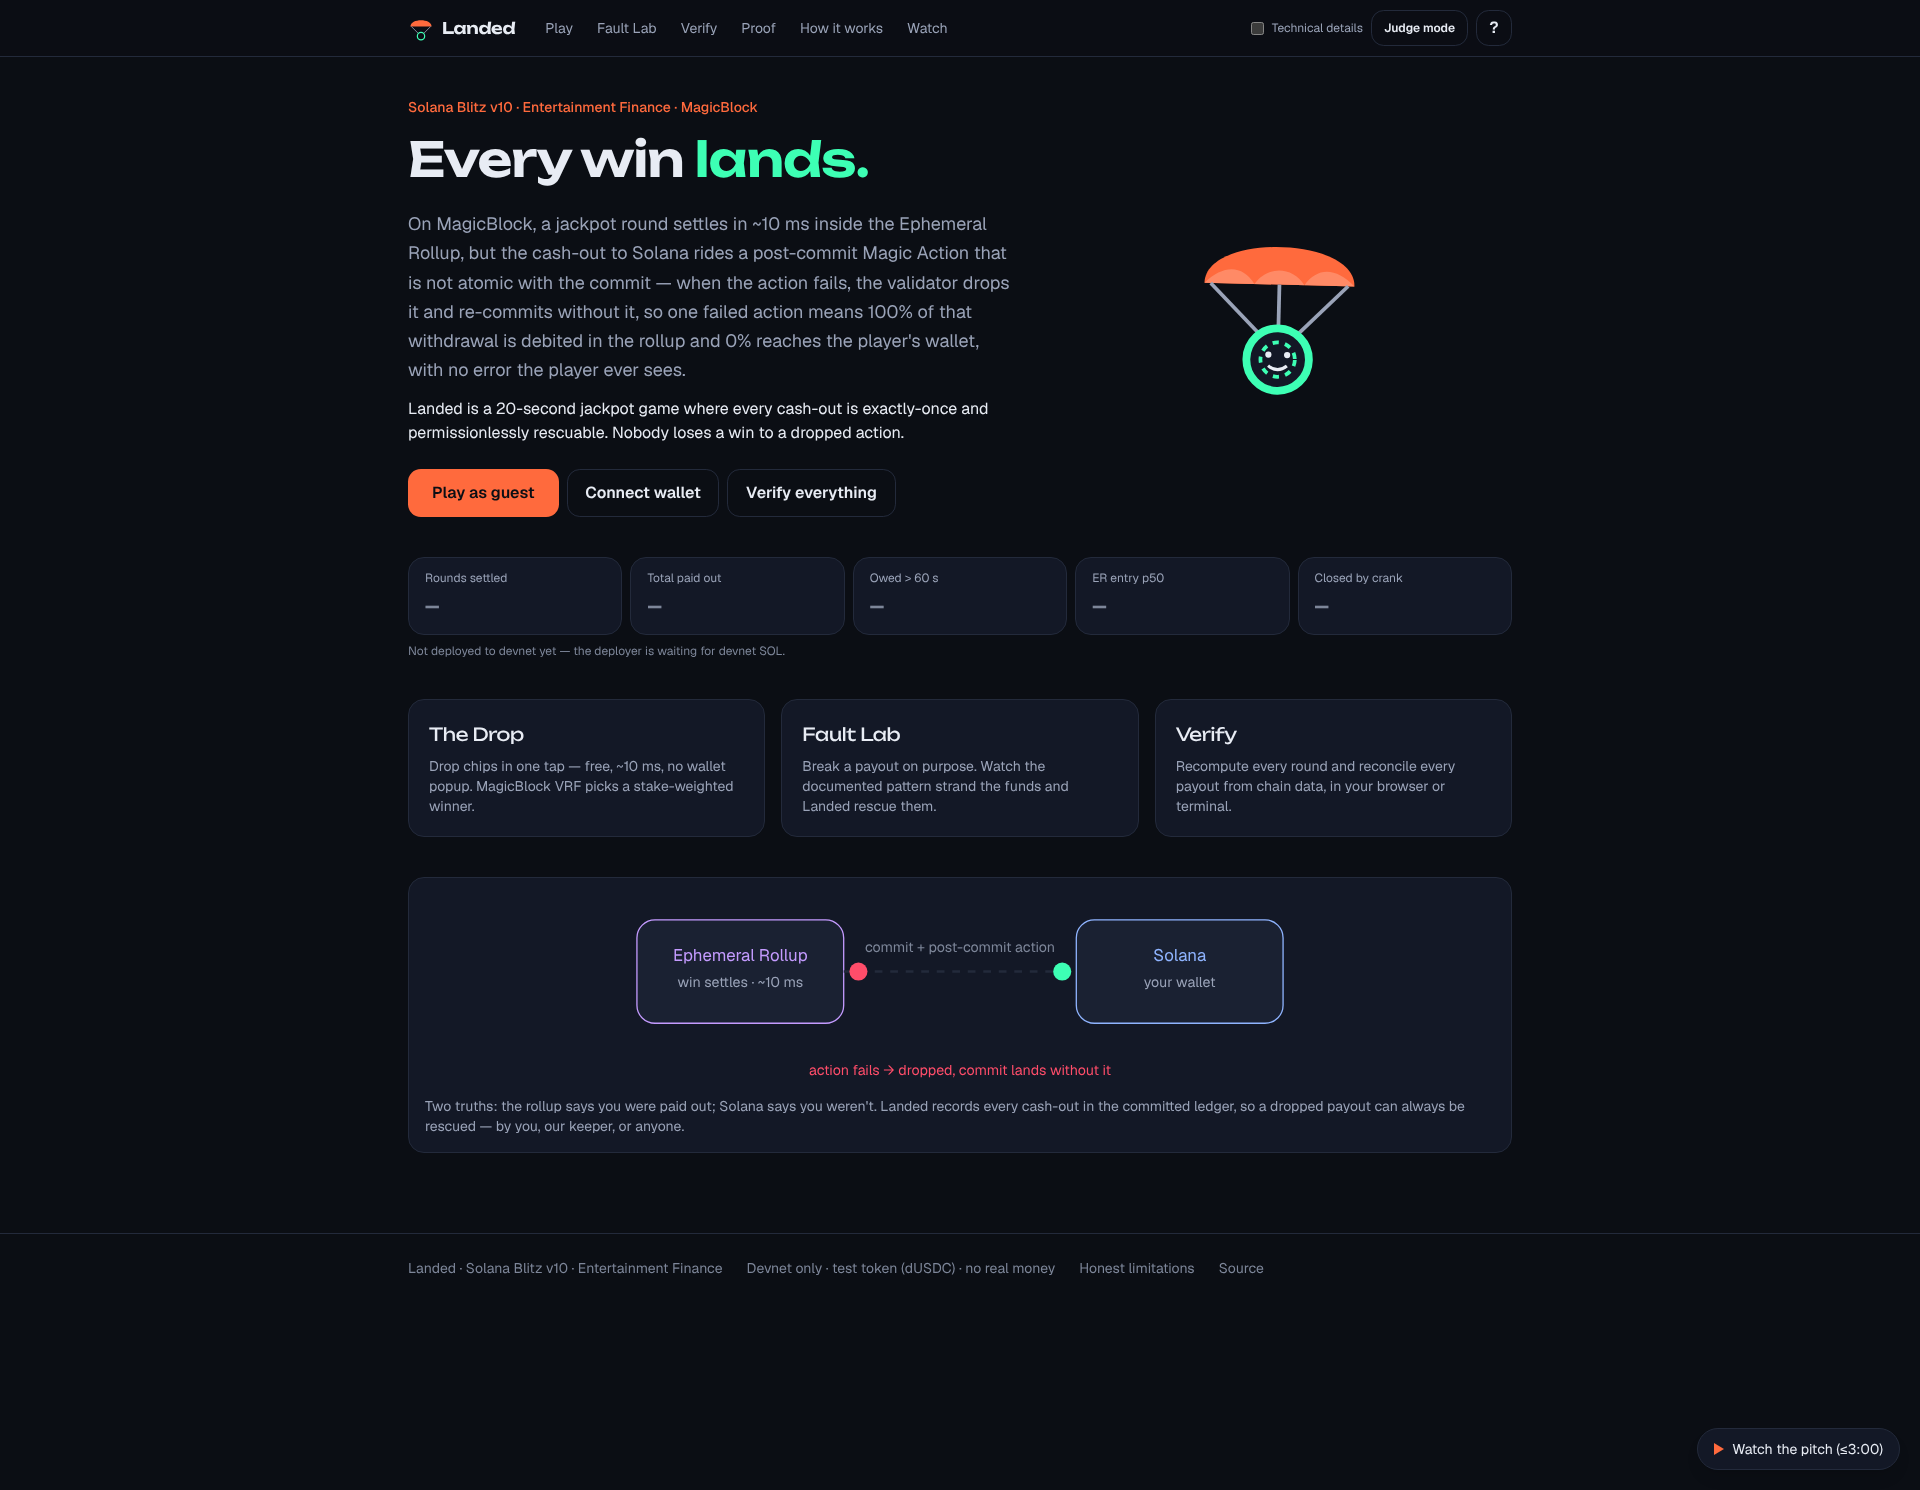 Landed
Play
Fault Lab
Verify
Proof
How it works
Watch
Technical details
Judge mode
?
Solana Blitz v10 · Entertainment Finance · MagicBlock
Every win lands.
On MagicBlock, a jackpot round settles in ~10 ms inside the Ephemeral
Rollup, but the cash-out to Solana rides a post-commit Magic Action that
is not atomic with the commit — when the action fails, the validator drops
it and re-commits without it, so one failed action means 100% of that
withdrawal is debited in the rollup and 0% reaches the player's wallet,
with no error the player ever sees.
Landed is a 20-second jackpot game where every cash-out is exactly-once and
permissionlessly rescuable. Nobody loses a win to a dropped action.
Play as guest
Connect wallet
Verify everything
Rounds settled
—
Total paid out
—
Owed > 60 s
—
ER entry p50
—
Closed by crank
—
Not deployed to devnet yet — the deployer is waiting for devnet SOL.
The Drop
Drop chips in one tap — free, ~10 ms, no wallet
popup. MagicBlock VRF picks a stake-weighted
winner.
Fault Lab
Break a payout on purpose. Watch the
documented pattern strand the funds and
Landed rescue them.
Verify
Recompute every round and reconcile every
payout from chain data, in your browser or
terminal.
Ephemeral Rollup
win settles · ~10 ms
commit + post-commit action
Solana
your wallet
action fails → dropped, commit lands without it
Two truths: the rollup says you were paid out; Solana says you weren't. Landed records every cash-out in the committed ledger, so a dropped payout can always be
rescued — by you, our keeper, or anyone.
Landed · Solana Blitz v10 · Entertainment Finance
Devnet only · test token (dUSDC) · no real money
Honest limitations
Source
Watch the pitch (≤3:00)